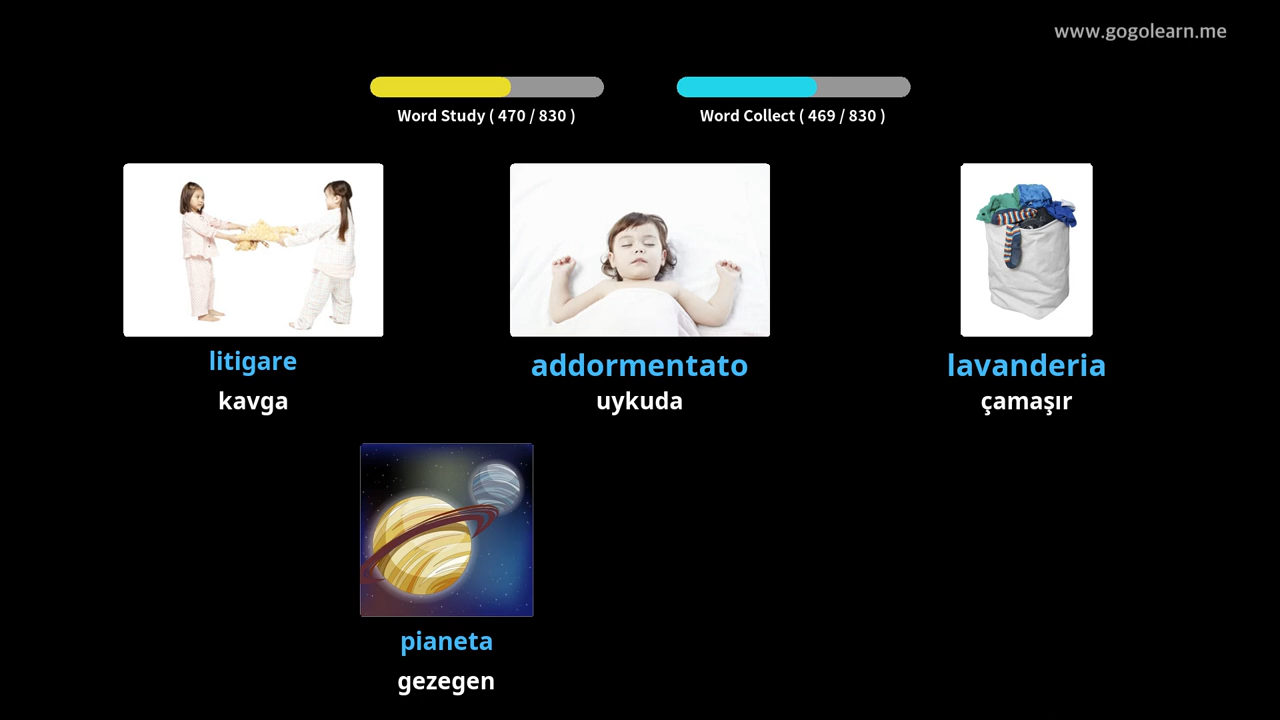 www.gogolearn.me
Word Study ( 470 / 830 )
Word Collect ( 469 / 830 )
litigare
kavga
addormentato
uykuda
lavanderia
çamaşır
pianeta
gezegen